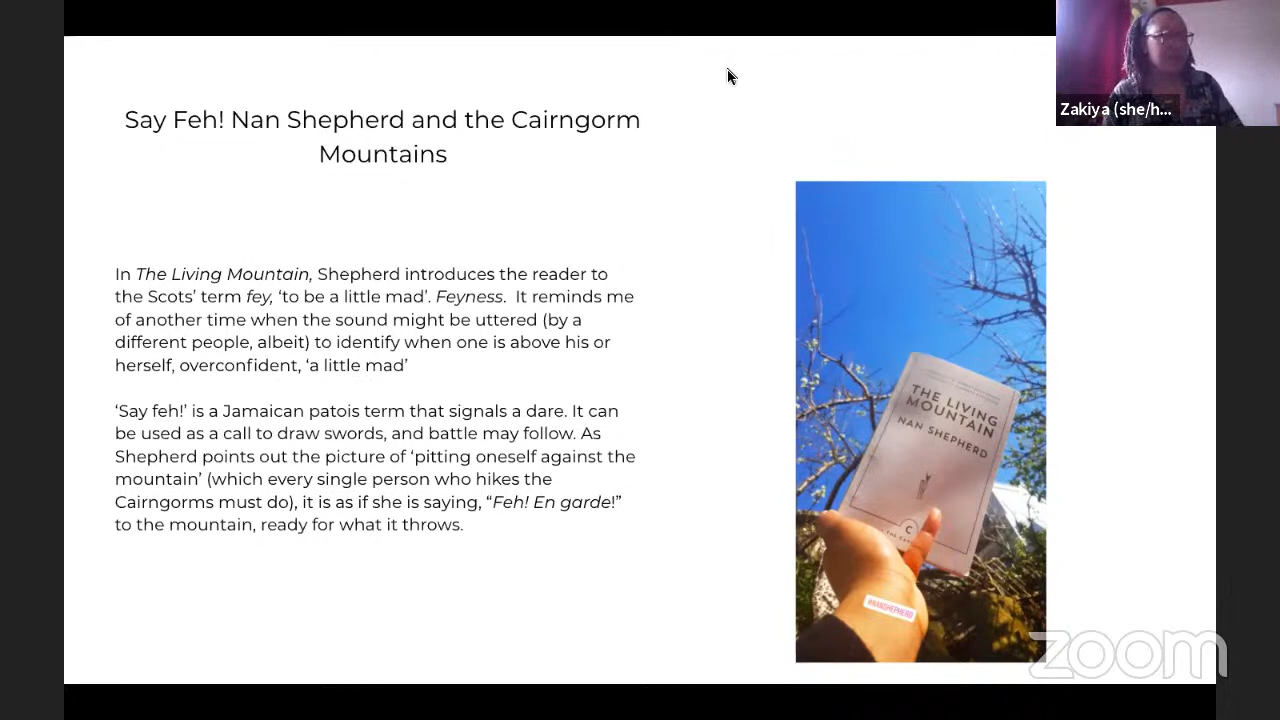 Say Feh! Nan Shepherd and the Cairngorm
Mountains
In The Living Mountain, Shepherd introduces the reader to
the Scots' term fey, 'to be a little mad'. Feyness.  It reminds me
of another time when the sound might be uttered (by a
different people, albeit) to identify when one is above his or
herself, overconfident, 'a little mad'
‘Say feh!’ is a Jamaican patois term that signals a dare. It can
be used as a call to draw swords, and battle may follow. As
Shepherd points out the picture of ‘pitting oneself against the
mountain’ (which every single person who hikes the
Cairngorms must do), it is as if she is saying, “Feh! En garde!”
to the mountain, ready for what it throws.
Zakiya (she/h...
THE LIVING
MOUNTAIN
NAN SHEPHERD
C
THE
#NANSHEPHERD
zoom